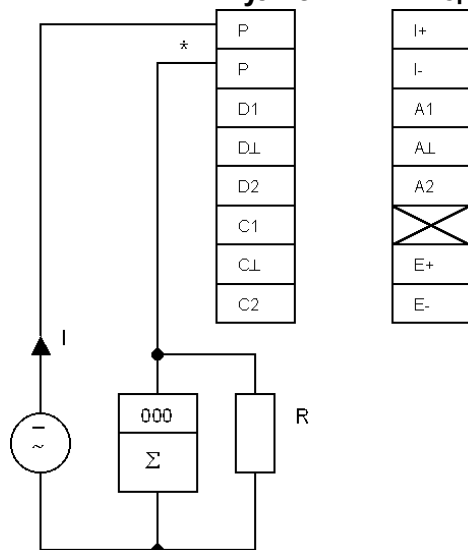 P
*
P
D1
D⊥
D2
C1
C⊥
C2
I+
I-
A1
A⊥
A2
E+
E-
I
–
~
000
Σ
R